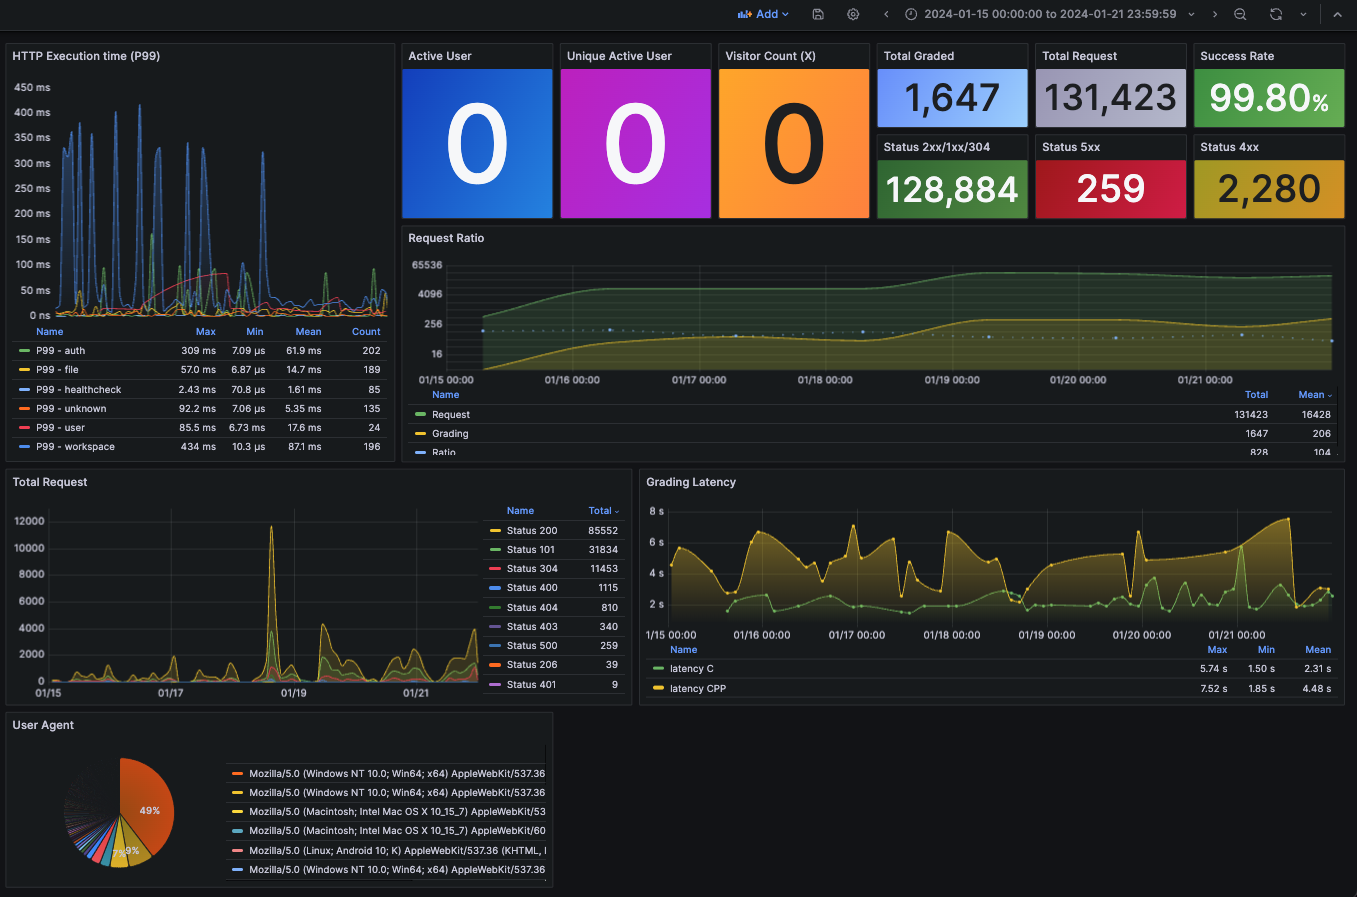 Add
2024-01-15 00:00:00 to 2024-01-21 23:59:59
HTTP Execution time (P99)
450 ms
400 ms
350 ms
300 ms
250 ms
200 ms
150 ms
100 ms
50 ms
0 ns
Name Max Min Mean Count
P99 - auth 309 ms 7.09 µs 61.9 ms 202
P99 - file 57.0 ms 6.87 µs 14.7 ms 189
P99 - healthcheck 2.43 ms 70.8 µs 1.61 ms 85
P99 - unknown 92.2 ms 7.06 µs 5.35 ms 135
P99 - user 85.5 ms 6.73 ms 17.6 ms 24
P99 - workspace 434 ms 10.3 µs 87.1 ms 196
Active User
0
Unique Active User
0
Visitor Count (X)
0
Total Graded
1,647
Total Request
131,423
Success Rate
99.80%
Status 2xx/1xx/304
128,884
Status 5xx
259
Status 4xx
2,280
Request Ratio
65536
4096
256
16
01/15 00:00 01/16 00:00 01/17 00:00 01/18 00:00 01/19 00:00 01/20 00:00 01/21 00:00
Name Total Mean
Request 131423 16428
Grading 1647 206
Ratio 828 104
Total Request
12000
10000
8000
6000
4000
2000
0
01/15 01/17 01/19 01/21
Name Total
Status 200 85552
Status 101 31834
Status 304 11453
Status 400 1115
Status 404 810
Status 403 340
Status 500 259
Status 206 39
Status 401 9
Grading Latency
8 s
6 s
4 s
2 s
1/15 00:00 01/16 00:00 01/17 00:00 01/18 00:00 01/19 00:00 01/20 00:00 01/21 00:00
Name Max Min Mean
latency C 5.74 s 1.50 s 2.31 s
latency CPP 7.52 s 1.85 s 4.48 s
User Agent
49%
9%
7%
Mozilla/5.0 (Windows NT 10.0; Win64; x64) AppleWebKit/537.36
Mozilla/5.0 (Windows NT 10.0; Win64; x64) AppleWebKit/537.36
Mozilla/5.0 (Macintosh; Intel Mac OS X 10_15_7) AppleWebKit/53
Mozilla/5.0 (Macintosh; Intel Mac OS X 10_15_7) AppleWebKit/60
Mozilla/5.0 (Linux; Android 10; K) AppleWebKit/537.36 (KHTML,
Mozilla/5.0 (Windows NT 10.0; Win64; x64) AppleWebKit/537.36